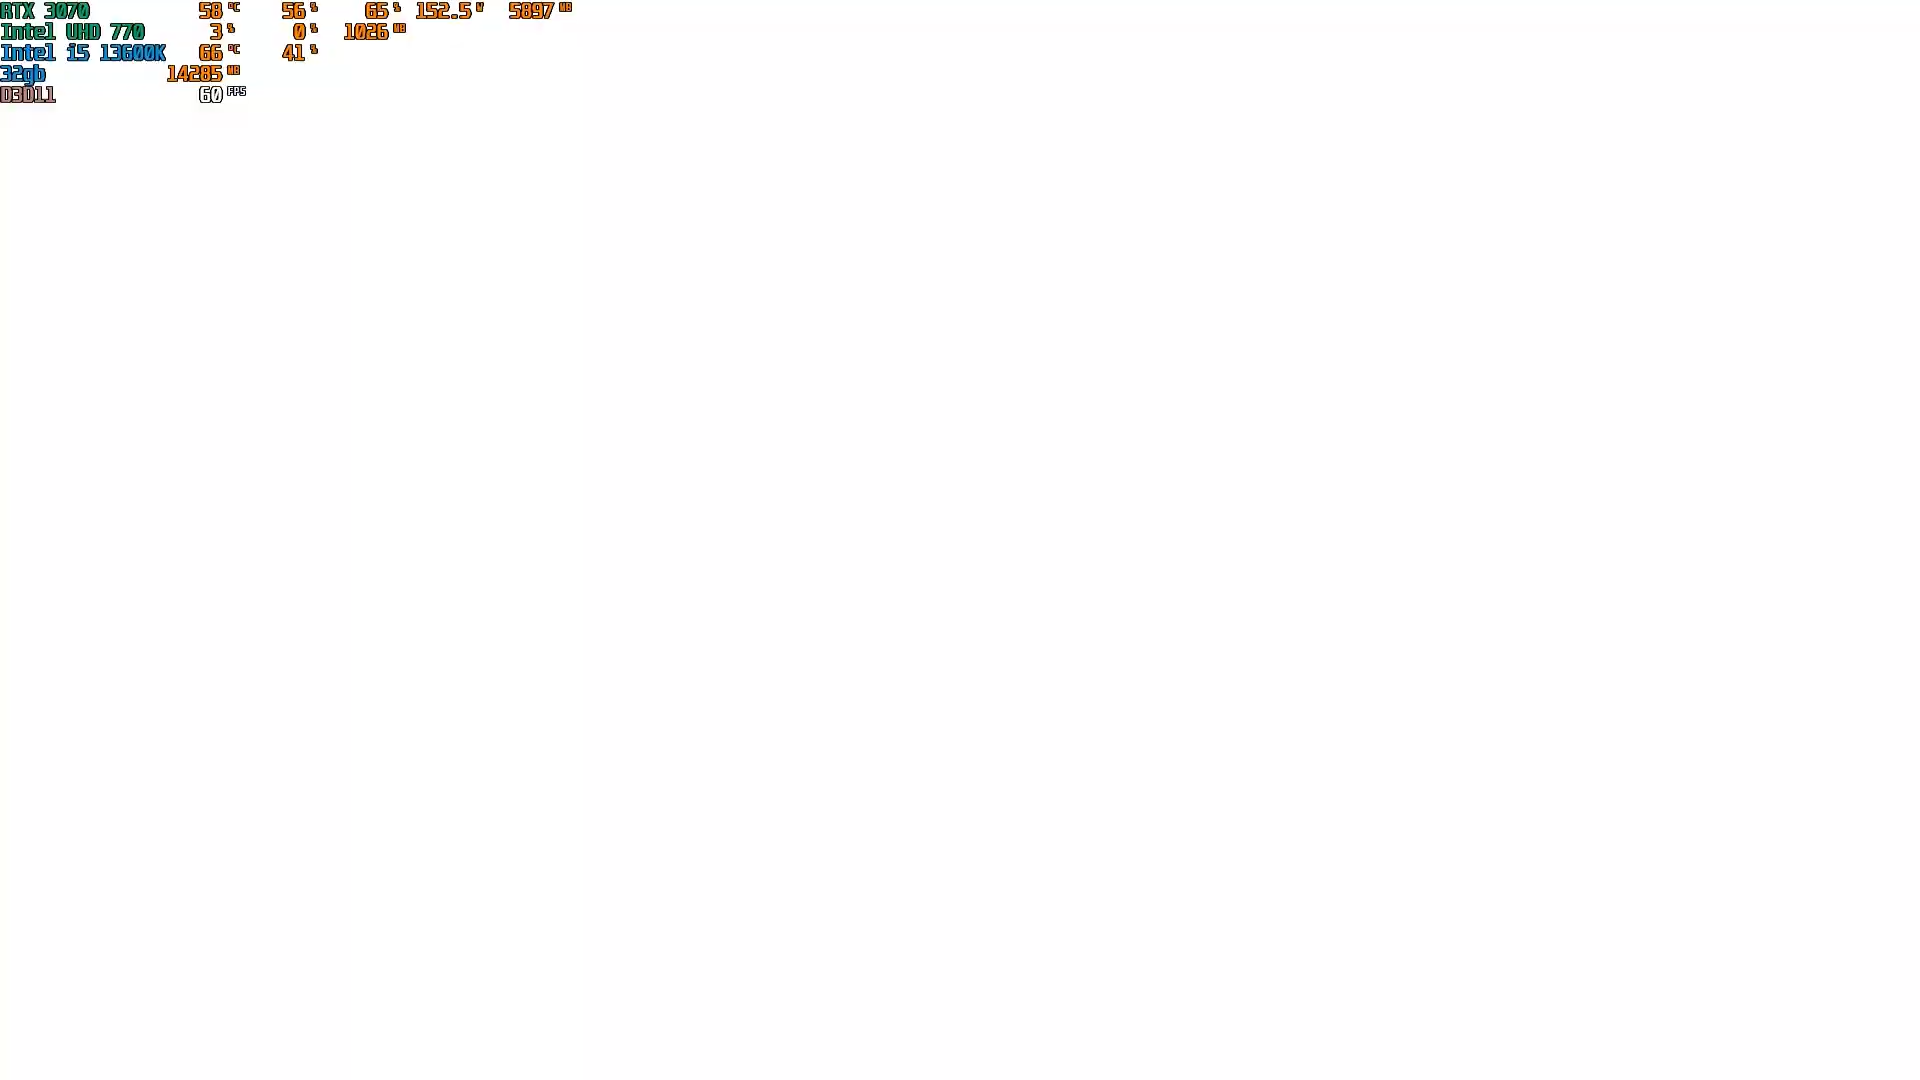 RTX 3070 58 °C 56 % 65 % 152.5 W 5897 MB
Intel UHD 770 3 % 0 % 1026 MB
Intel i5 13600K 66 °C 41 %
32gb 14285 MB
D3D11 60 FPS